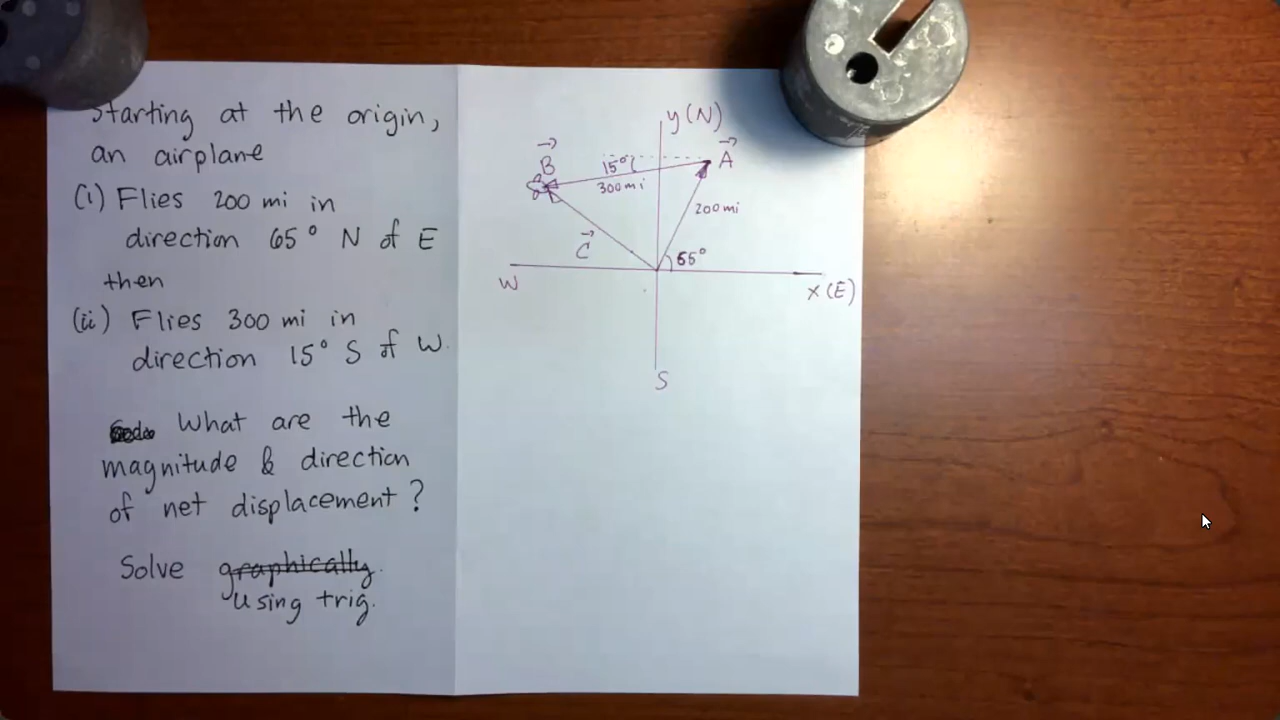 Starting at the origin,
an airplane
(i) Flies 200 mi in
direction 65° N of E
then
(ii) Flies 300 mi in
direction 15° S of W.
What are the
magnitude & direction
of net displacement?
Solve graphically.
using trig.
y (N)
B
15°
A
300 mi
200 mi
C
65°
W
x (E)
S